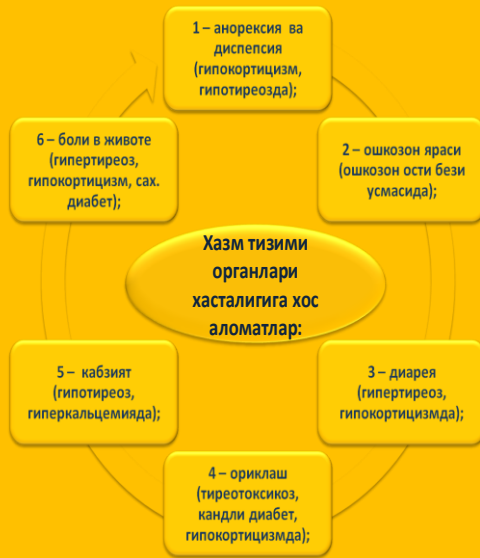 1 – анорексия ва
диспепсия
(гипокортицизм,
гипотиреозда);
2 – ошкозон яраси
(ошкозон ости бези
усмасида);
3 – диарея
(гипертиреоз,
гипокортицизмда);
4 – ориклаш
(тиреотоксикоз,
кандли диабет,
гипокортицизмда);
5 – кабзият
(гипотиреоз,
гиперкальцемияда);
6 – боли в животе
(гипертиреоз,
гипокортицизм, сах.
диабет);
Хазм тизими
органлари
хасталигига хос
аломатлар: